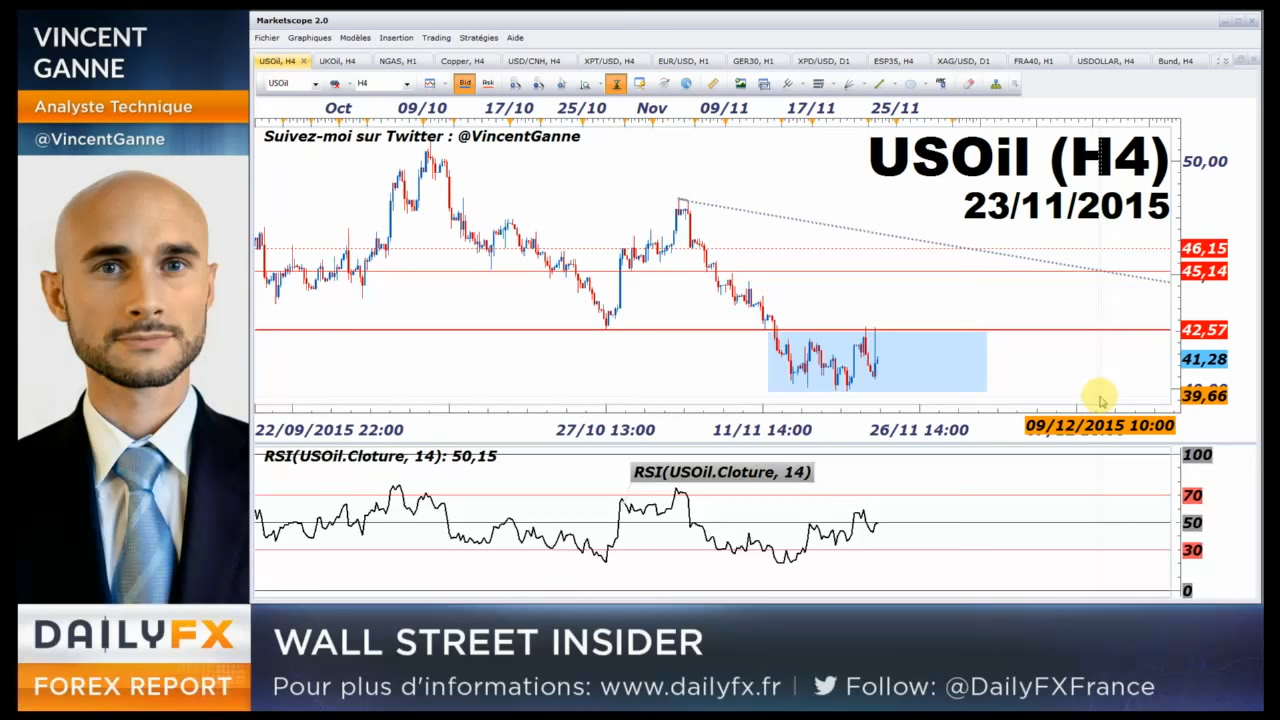 VINCENT
GANNE
Analyste Technique
@VincentGanne
DAILYFX
FOREX REPORT
Marketscope 2.0
Fichier Graphiques Modèles Insertion Trading Stratégies Aide
USOil, H4 UKOil, H4 NGAS, H1 Copper, H4 USD/CNH, H4 XPT/USD, H4 EUR/USD, H1 GER30, H1 XPD/USD, D1 ESP35, H4 XAG/USD, D1 FRA40, H1 USDOLLAR, H4 Bund, H4
USOil H4 Bid Ask
Oct 09/10 17/10 25/10 Nov 09/11 17/11 25/11
Suivez-moi sur Twitter : @VincentGanne
USOil (H4)
23/11/2015
50,00
46,15
45,14
42,57
41,28
39,66
22/09/2015 22:00 27/10 13:00 11/11 14:00 26/11 14:00 09/12/2015 10:00
RSI(USOil.Cloture, 14): 50,15
RSI(USOil.Cloture, 14)
100
70
50
30
0
WALL STREET INSIDER
Pour plus d'informations: www.dailyfx.fr | Follow: @DailyFXFrance